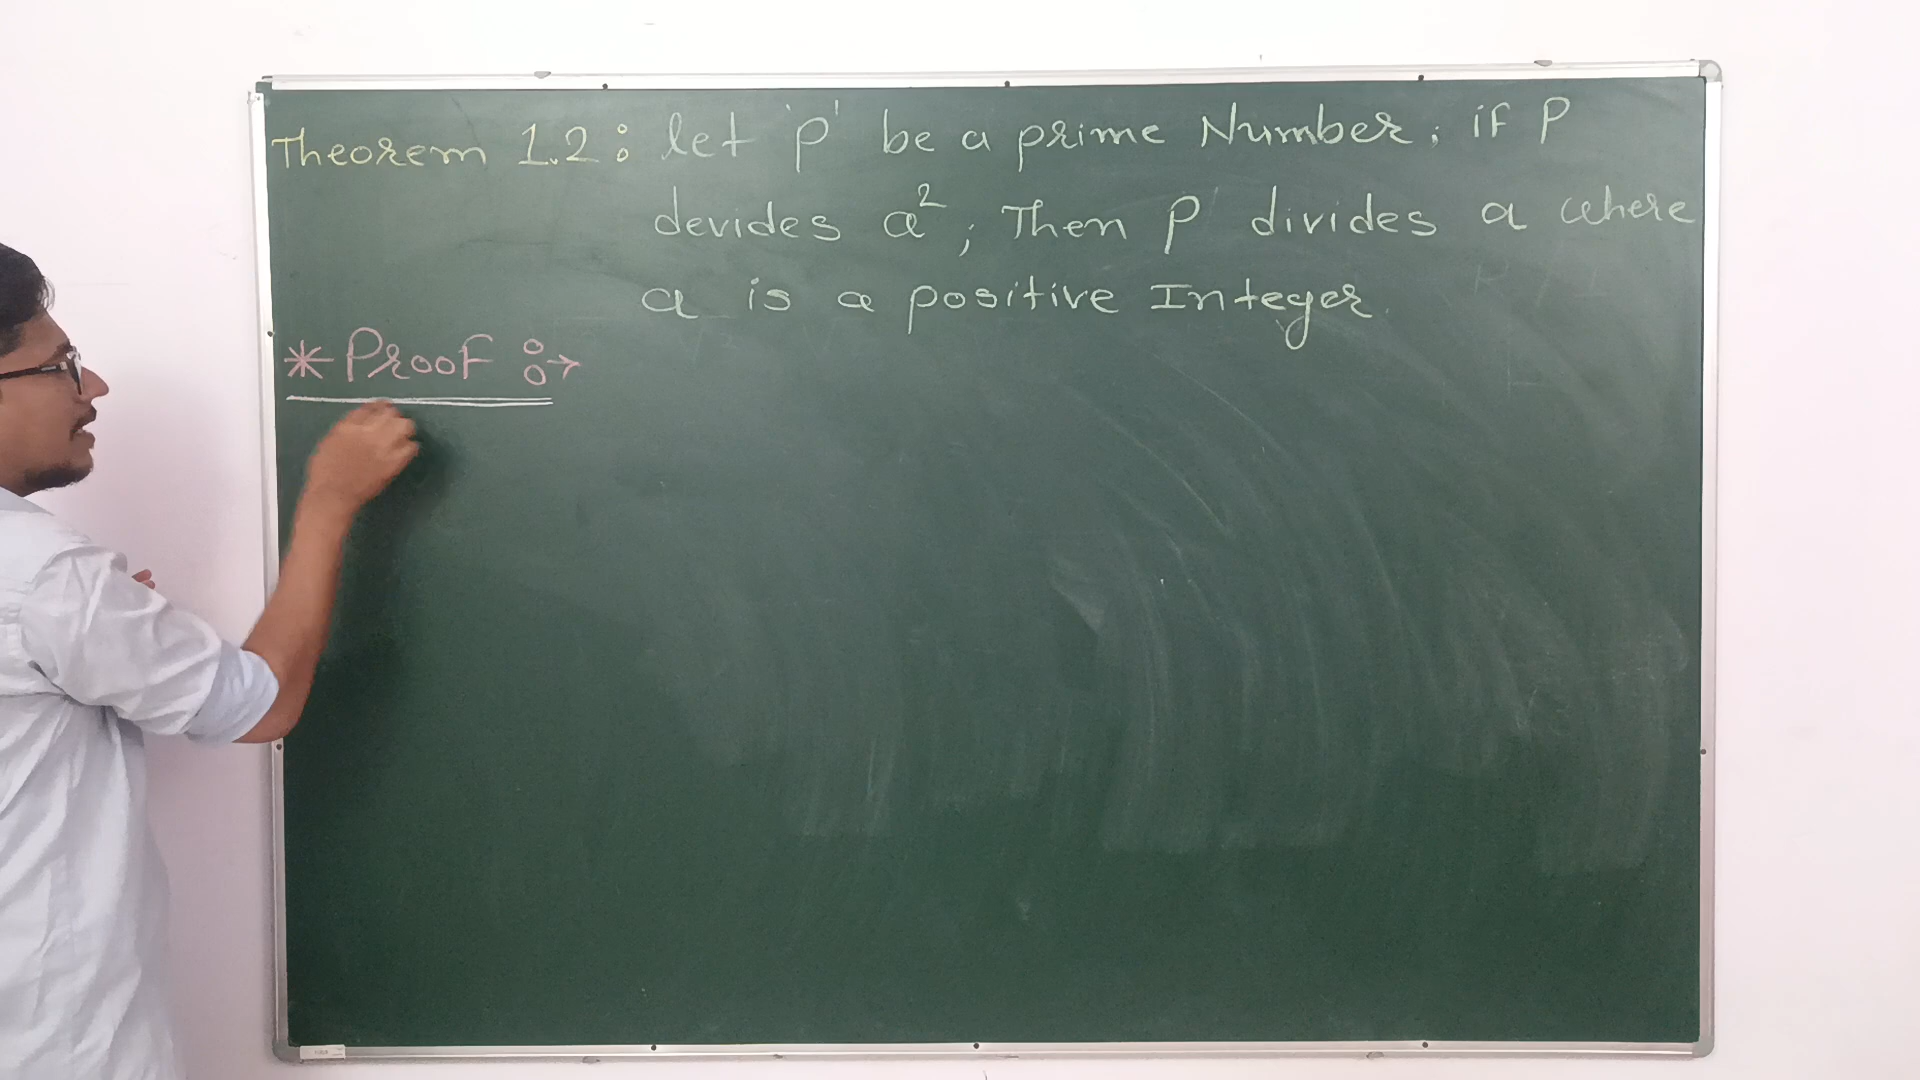 Theorem 1.2 : let 'p' be a prime Number; if P
devides a²; Then P divides a where
a is a positive Integer.
* Proof :→